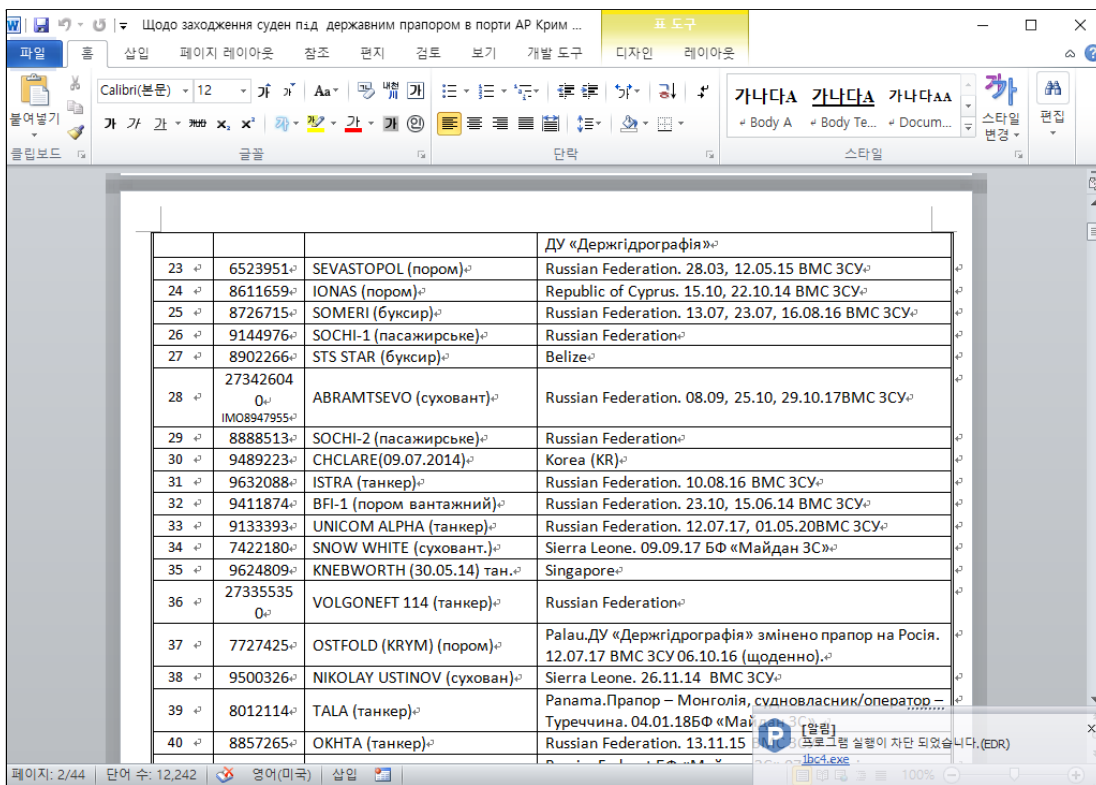 Щодо заходження суден під державним прапором в порти АР Крим ...
표 도구
파일 홈 삽입 페이지 레이아웃 참조 편지 검토 보기 개발 도구 디자인 레이아웃
붙여넣기
Calibri(본문) 12
가나다A 가나다A 가나다AA
Body A Body Te... Docum...
스타일 변경
편집
클립보드 글꼴 단락 스타일
ДУ «Держгідрографія»
23 6523951 SEVASTOPOL (пором) Russian Federation. 28.03, 12.05.15 ВМС ЗСУ
24 8611659 IONAS (пором) Republic of Cyprus. 15.10, 22.10.14 ВМС ЗСУ
25 8726715 SOMERI (буксир) Russian Federation. 13.07, 23.07, 16.08.16 ВМС ЗСУ
26 9144976 SOCHI-1 (пасажирське) Russian Federation
27 8902266 STS STAR (буксир) Belize
28 27342604
0
IMO8947955 ABRAMTSEVO (суховант) Russian Federation. 08.09, 25.10, 29.10.17ВМС ЗСУ
29 8888513 SOCHI-2 (пасажирське) Russian Federation
30 9489223 CHCLARE(09.07.2014) Korea (KR)
31 9632088 ISTRA (танкер) Russian Federation. 10.08.16 ВМС ЗСУ
32 9411874 BFI-1 (пором вантажний) Russian Federation. 23.10, 15.06.14 ВМС ЗСУ
33 9133393 UNICOM ALPHA (танкер) Russian Federation. 12.07.17, 01.05.20ВМС ЗСУ
34 7422180 SNOW WHITE (суховант.) Sierra Leone. 09.09.17 БФ «Майдан ЗС»
35 9624809 KNEBWORTH (30.05.14) тан. Singapore
36 27335535
0 VOLGONEFT 114 (танкер) Russian Federation
37 7727425 OSTFOLD (KRYM) (пором) Palau.ДУ «Держгідрографія» змінено прапор на Росія.
12.07.17 ВМС ЗСУ 06.10.16 (щоденно).
38 9500326 NIKOLAY USTINOV (сухован) Sierra Leone. 26.11.14 ВМС ЗСУ
39 8012114 TALA (танкер) Panama.Прапор – Монголія, судновласник/оператор –
Туреччина. 04.01.18БФ «Майдан ЗС»
40 8857265 ОКНТА (танкер) Russian Federation. 13.11.15
[알림]
프로그램 실행이 차단 되었습니다.(EDR)
1bc4.exe
페이지: 2/44 단어 수: 12,242 영어(미국) 삽입 100%